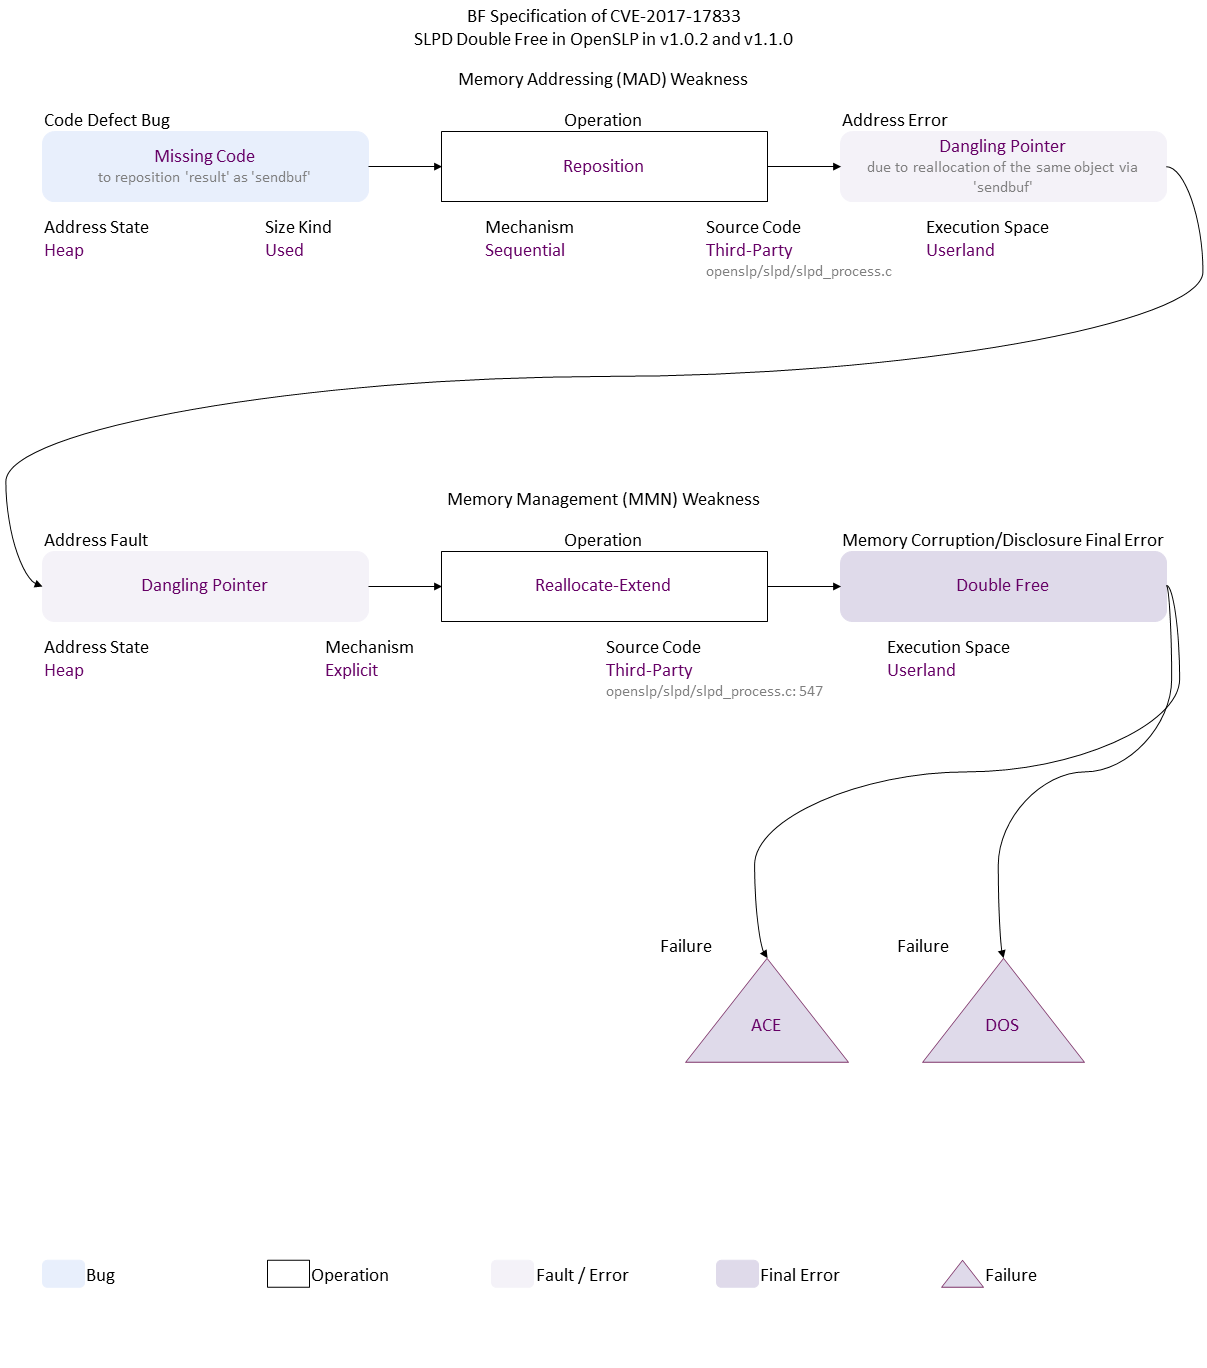 BF Specification of CVE-2017-17833
SLPD Double Free in OpenSLP in v1.0.2 and v1.1.0
Memory Addressing (MAD) Weakness
Code Defect Bug
Operation
Address Error
Missing Code
to reposition 'result' as 'sendbuf'
Reposition
Dangling Pointer
due to reallocation of the same object via
'sendbuf'
Address State
Size Kind
Mechanism
Source Code
Execution Space
Heap
Used
Sequential
Third-Party
Userland
openslp/slpd/slpd_process.c
Memory Management (MMN) Weakness
Address Fault
Operation
Memory Corruption/Disclosure Final Error
Dangling Pointer
Reallocate-Extend
Double Free
Address State
Mechanism
Source Code
Execution Space
Heap
Explicit
Third-Party
Userland
openslp/slpd/slpd_process.c: 547
Failure
Failure
ACE
DOS
Bug
Operation
Fault / Error
Final Error
Failure